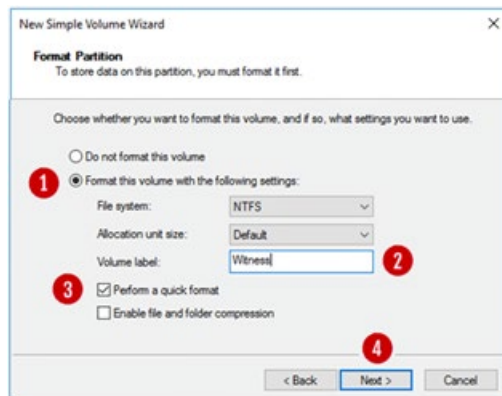 New Simple Volume Wizard
Format Partition
To store data on this partition, you must format it first.
Choose whether you want to format this volume, and if so, what settings you want to use.
Do not format this volume
1
Format this volume with the following settings:
File system: NTFS
Allocation unit size: Default
Volume label: Witness 2
3 Perform a quick format
Enable file and folder compression
4
< Back Next > Cancel